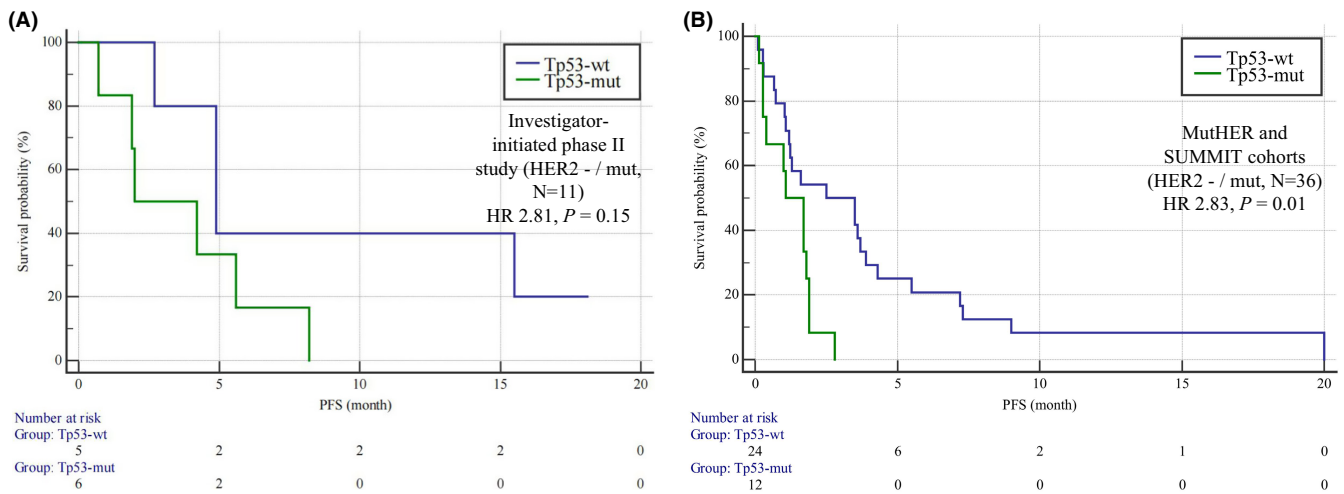 (A)
100
80
60
40
20
0
Survival probability (%)
0 5 10 15 20
PFS (month)
Tp53-wt
Tp53-mut
Investigator-
initiated phase II
study (HER2 - / mut,
N=11)
HR 2.81, P = 0.15
Number at risk
Group: Tp53-wt
5 2 2 2 0
Group: Tp53-mut
6 2 0 0 0
(B)
100
80
60
40
20
0
Survival probability (%)
0 5 10 15 20
PFS (month)
Tp53-wt
Tp53-mut
MutHER and
SUMMIT cohorts
(HER2 - / mut, N=36)
HR 2.83, P = 0.01
Number at risk
Group: Tp53-wt
24 6 2 1 0
Group: Tp53-mut
12 0 0 0 0